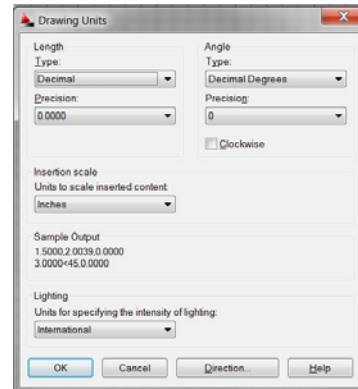 Drawing Units
Length
Type:
Decimal
Precision:
0.0000
Angle
Type:
Decimal Degrees
Precision:
0
Clockwise
Insertion scale
Units to scale inserted content:
Inches
Sample Output
1.5000,2.0039,0.0000
3.0000<45,0.0000
Lighting
Units for specifying the intensity of lighting:
International
OK Cancel Direction... Help